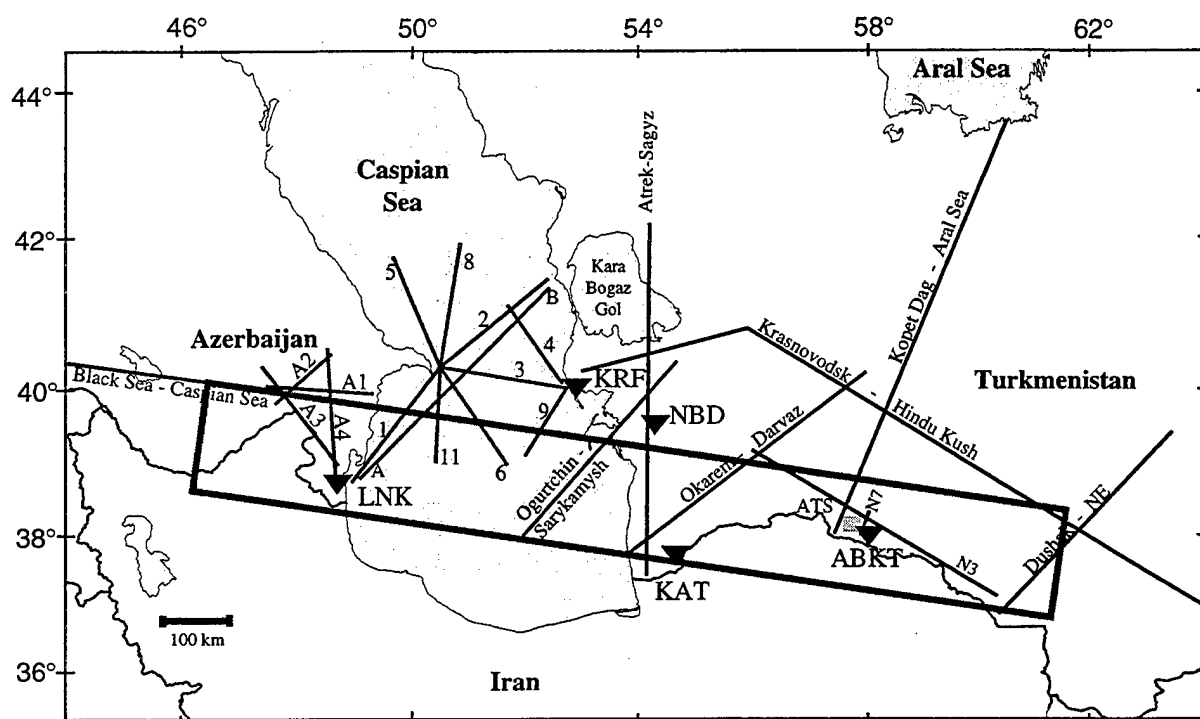 46°
50°
54°
58°
62°
44°
42°
40°
38°
36°
Aral Sea
Caspian
Sea
Atrek-Sagyz
Kopet Dag - Aral Sea
Kara
Bogaz
Gol
5
8
B
2
4
3
9
1
A
11
6
Azerbaijan
A2
A1
A3
A4
Black Sea - Caspian Sea
KRF
NBD
LNK
Krasnovodsk - Hindu Kush
Turkmenistan
Okarem - Darvaz
Ogurtchin -
Sarykamysh
ATS
N7
ABKT
N3
Dushak - NE
KAT
100 km
Iran